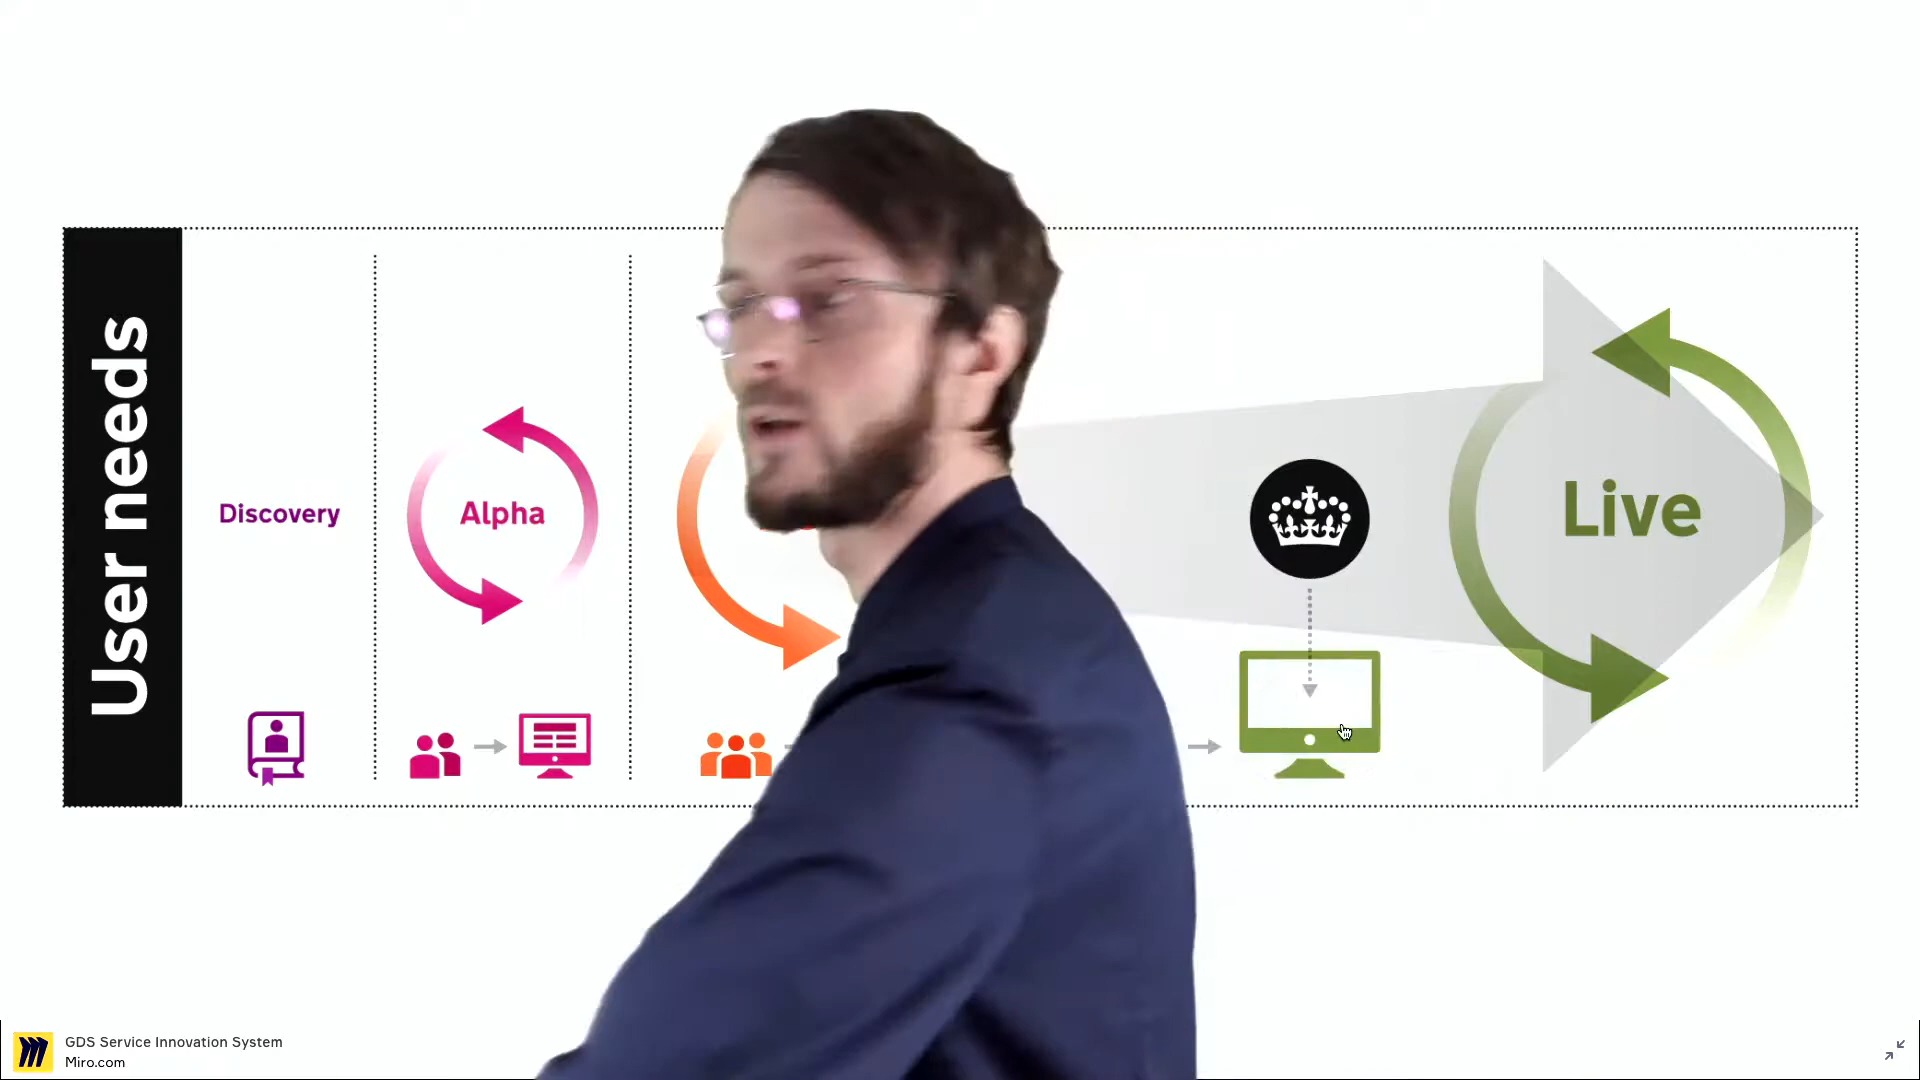 User needs
Discovery
Alpha
Live
GDS Service Innovation System
Miro.com